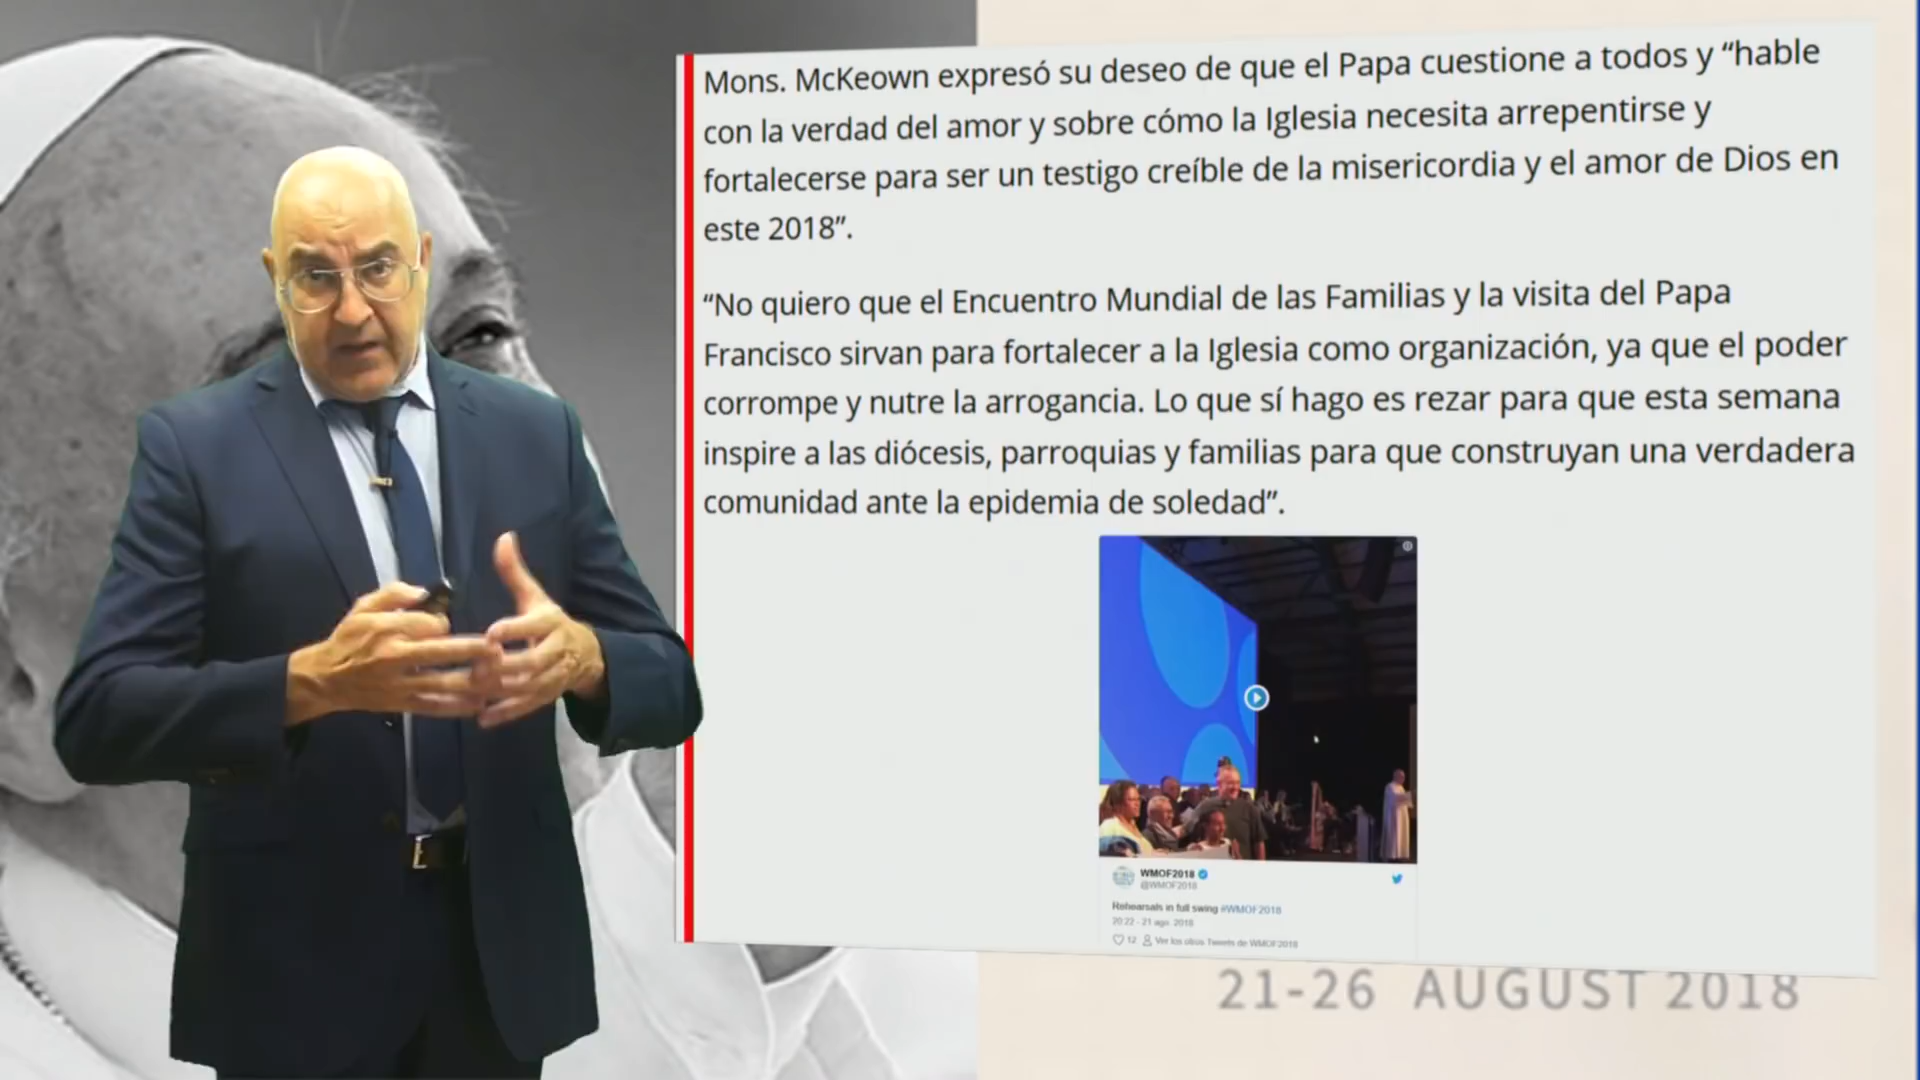 Mons. McKeown expresó su deseo de que el Papa cuestione a todos y “hable
con la verdad del amor y sobre cómo la Iglesia necesita arrepentirse y
fortalecerse para ser un testigo creíble de la misericordia y el amor de Dios en
este 2018”.
“No quiero que el Encuentro Mundial de las Familias y la visita del Papa
Francisco sirvan para fortalecer a la Iglesia como organización, ya que el poder
corrompe y nutre la arrogancia. Lo que sí hago es rezar para que esta semana
inspire a las diócesis, parroquias y familias para que construyan una verdadera
comunidad ante la epidemia de soledad”.
WMOF2018
@WMOF2018
Rehearsals in full swing #WMOF2018
20:22 - 21 ago. 2018
12 Ver los otros Tweets de WMOF2018
21-26 AUGUST 2018